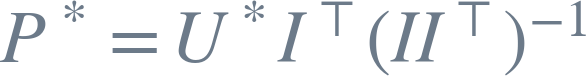 P* = U*I⊤(II⊤)−1